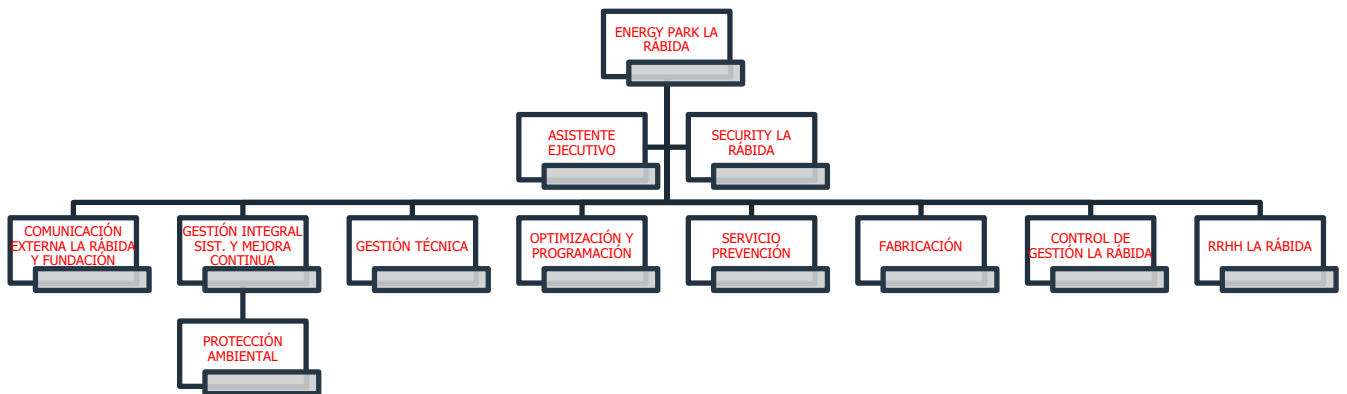 ENERGY PARK LA
RÁBIDA
ASISTENTE
EJECUTIVO
SECURITY LA
RÁBIDA
COMUNICACIÓN
EXTERNA LA RÁBIDA
Y FUNDACIÓN
GESTIÓN INTEGRAL
SIST. Y MEJORA
CONTINUA
GESTIÓN TÉCNICA
OPTIMIZACIÓN Y
PROGRAMACIÓN
SERVICIO
PREVENCIÓN
FABRICACIÓN
CONTROL DE
GESTIÓN LA RÁBIDA
RRHH LA RÁBIDA
PROTECCIÓN
AMBIENTAL